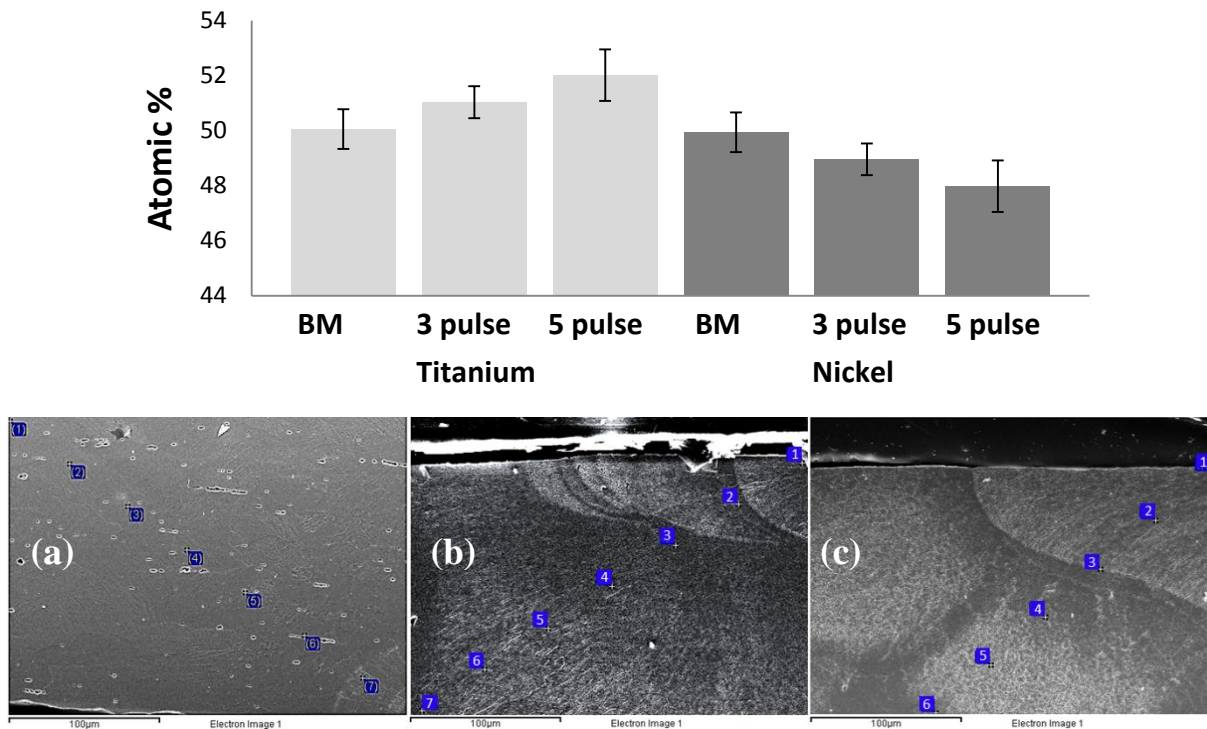 54
52
50
48
46
44
Atomic %
BM 3 pulse 5 pulse BM 3 pulse 5 pulse
Titanium Nickel
(1)
(2)
(3)
(4)
(5)
(6)
(7)
(a)
100µm Electron Image 1
1
2
3
4
5
6
7
(b)
100µm Electron Image 1
1
2
3
4
5
6
(c)
100µm Electron Image 1